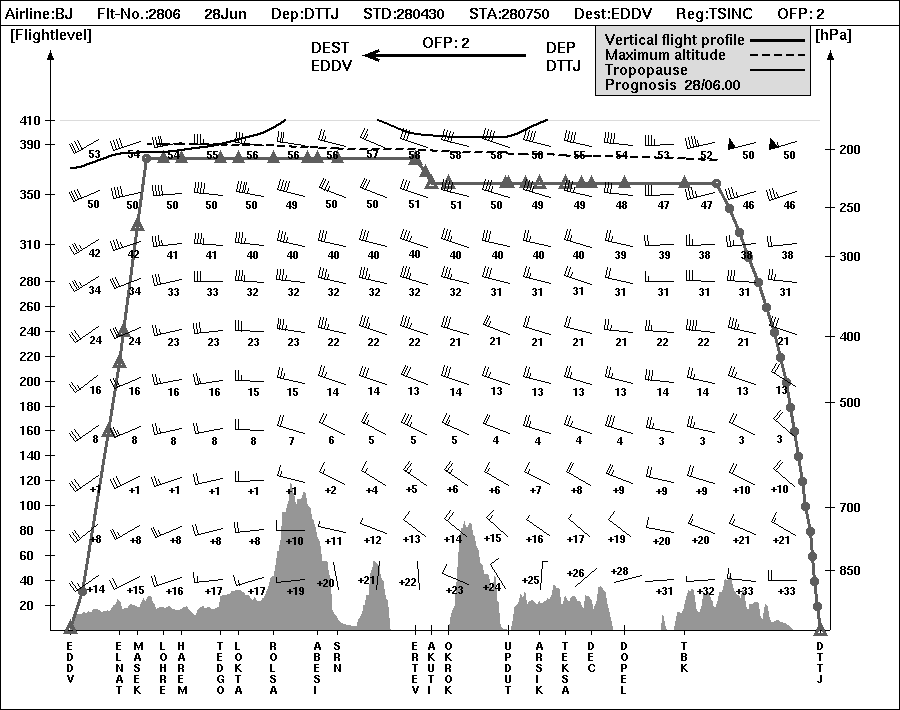 Airline:BJ Flt-No.:2806 28Jun Dep:DTTJ STD:280430 STA:280750 Dest:EDDV Reg:TSINC OFP: 2
[Flightlevel] [hPa]
DEST OFP: 2 DEP
EDDV DTTJ
Vertical flight profile
Maximum altitude
Tropopause
Prognosis 28/06.00
410
390
53 54 54 55 56 56 56 57 58 58 58 55 54 53 52 50 50
200
350
50 50 50 50 50 49 50 50 51 51 50 49 49 48 47 47 46 46
250
310
42 42 41 41 40 40 40 40 40 40 40 40 40 39 39 38 38 38
300
280
34 34 33 33 32 32 32 32 32 32 31 31 31 31 31 31 31 31
260
240
24 24 23 23 23 23 22 22 22 21 21 21 21 21 22 22 21 21
400
220
200
16 16 16 16 15 15 14 14 13 14 13 13 13 13 14 14 13 13
180
500
160
8 8 8 8 8 7 6 5 5 5 4 4 4 4 3 3 3 3
140
120
+1 +1 +1 +1 +1 +1 +2 +4 +5 +6 +6 +7 +8 +9 +9 +9 +10 +10
100
700
80
+8 +8 +8 +8 +8 +10 +11 +12 +13 +14 +15 +16 +17 +19 +20 +20 +21 +21
60
850
40
+14 +15 +16 +17 +17 +19 +20 +21 +22 +23 +24 +25 +26 +28 +31 +32 +33 +33
20
EDDV
ELNAT
MASEK
LOHRE
HAREM
TEDGO
LOKTA
ROLSA
ABESI
SRN
ERTEV
AKUTI
OKROK
UPDUT
ARSIK
TEKSA
DEC
DOPEL
TBK
DTTJ